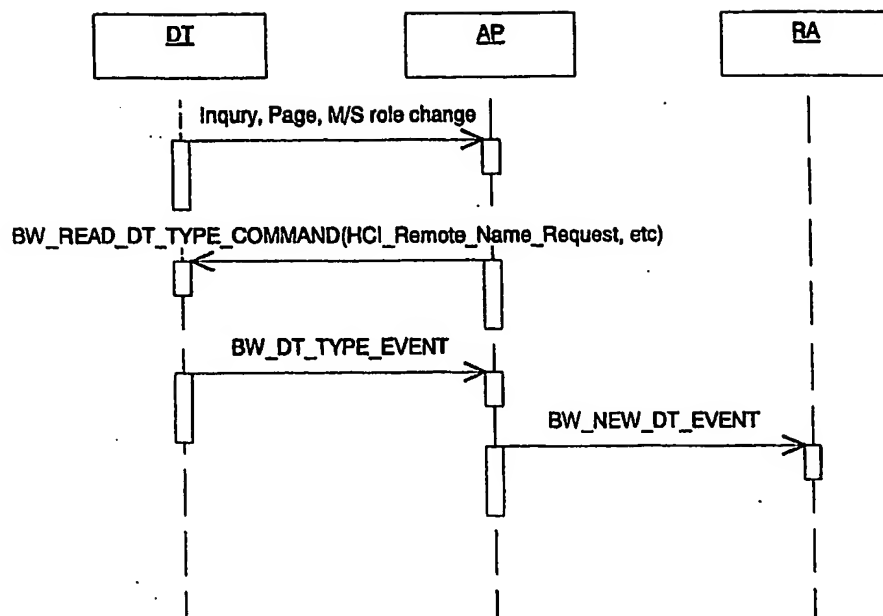 DT
AP
RA
Inqury, Page, M/S role change
BW_READ_DT_TYPE_COMMAND(HCI_Remote_Name_Request, etc)
BW_DT_TYPE_EVENT
BW_NEW_DT_EVENT